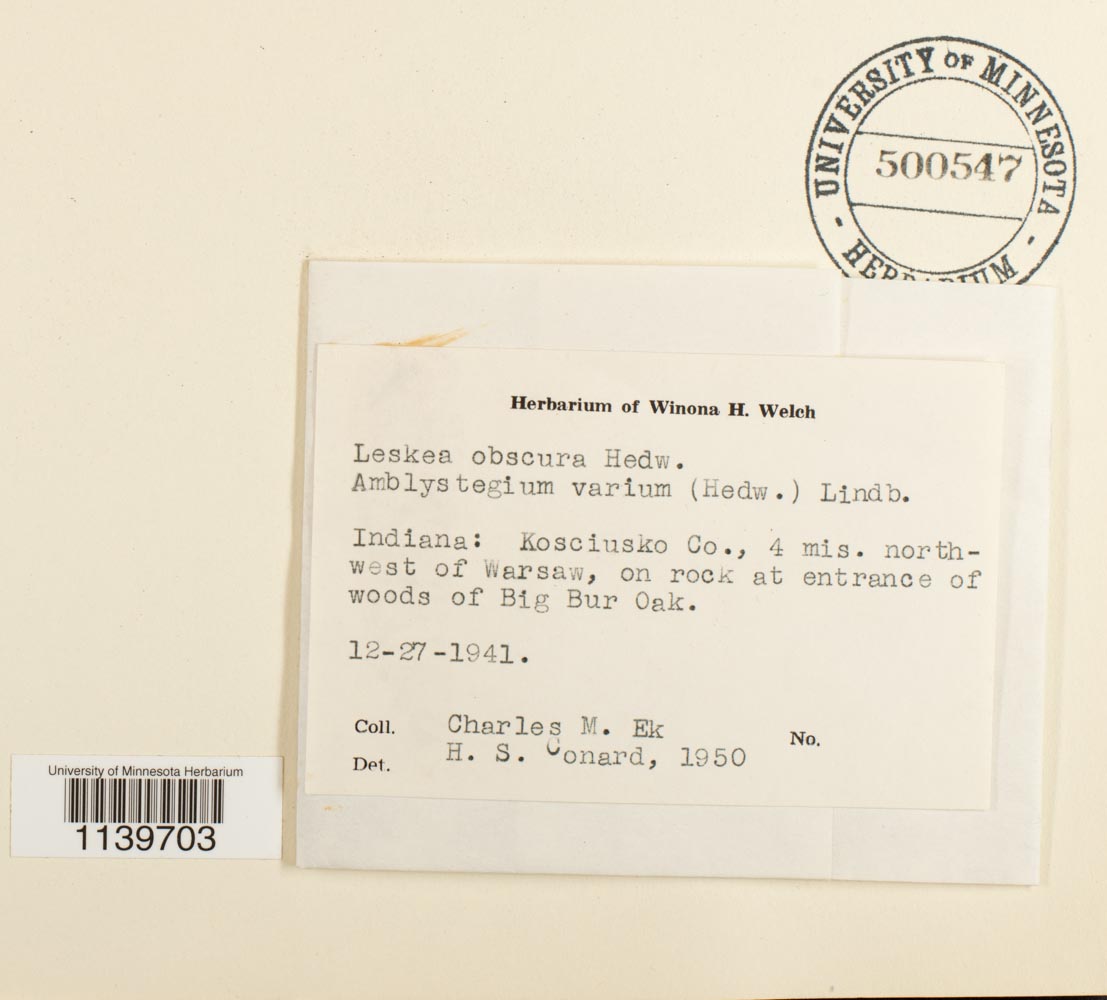 UNIVERSITY OF MINNESOTA
500547
- HERBARIUM -
Herbarium of Winona H. Welch
Leskea obscura Hedw.
Amblystegium varium (Hedw.) Lindb.
Indiana: Kosciusko Co., 4 mis. north-
west of Warsaw, on rock at entrance of
woods of Big Bur Oak.
12-27-1941.
Coll. Charles M. Ek No.
Det. H. S. Conard, 1950
University of Minnesota Herbarium
1139703